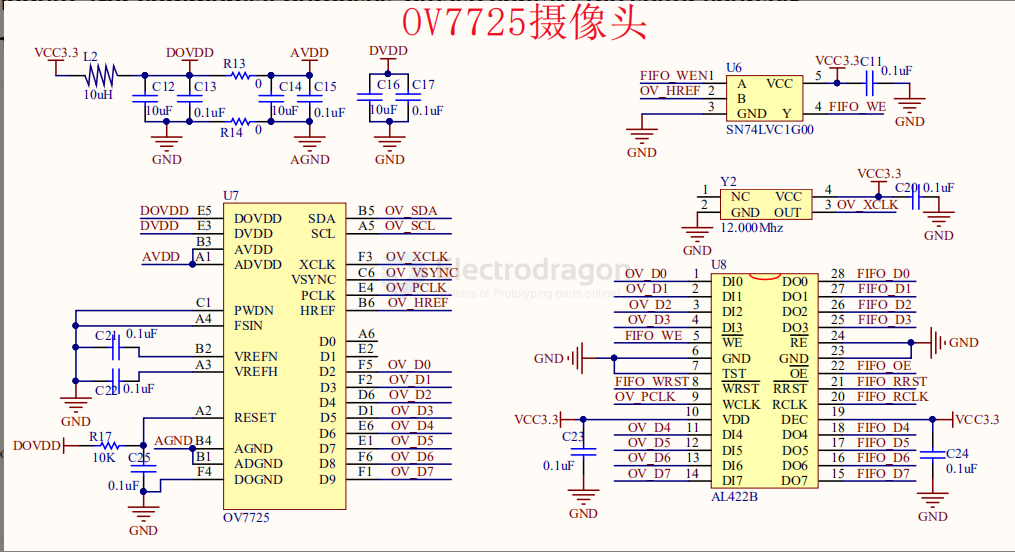 OV7725摄像头
VCC3.3 L2 DOVDD R13 AVDD DVDD
10uH C12 C13 0 C14 C15 C16 C17
10uF 0.1uF 10uF 0.1uF 10uF 0.1uF
R14 0
GND AGND GND
U6 VCC3.3 C11 0.1uF
FIFO_WEN 1 A VCC 5
OV_HREF 2 B
3 GND Y 4 FIFO_WE
SN74LVC1G00 GND
GND
Y2 VCC3.3 C20 0.1uF
1 NC VCC 4
2 GND OUT 3 OV_XCLK
12.000Mhz
GND GND
U7
DOVDD E5 DOVDD SDA B5 OV_SDA
DVDD E3 DVDD SCL A5 OV_SCL
B3 AVDD
AVDD A1 ADVDD XCLK F3 OV_XCLK
VSYNC C6 OV_VSYNC
PCLK E4 OV_PCLK
C1 PWDN HREF B6 OV_HREF
A4 FSIN
D0 A6
C21 0.1uF B2 VREFN D1 E2
A3 VREFH D2 F5 OV_D0
C22 0.1uF D3 F2 OV_D1
D4 D6 OV_D2
GND A2 RESET D5 D1 OV_D3
D6 E6 OV_D4
DOVDD R17 10K AGND B4 AGND D7 E1 OV_D5
C25 B1 ADGND D8 F6 OV_D6
0.1uF F4 DOGND D9 F1 OV_D7
GND OV7725
electrodragon
ions of Prototyping parts online
U8
OV_D0 1 DI0 DO0 28 FIFO_D0
OV_D1 2 DI1 DO1 27 FIFO_D1
OV_D2 3 DI2 DO2 26 FIFO_D2
OV_D3 4 DI3 DO3 25 FIFO_D3
FIFO_WE 5 WE RE 24
GND 6 GND GND 23 GND
7 TST OE 22 FIFO_OE
FIFO_WRST 8 WRST RRST 21 FIFO_RRST
OV_PCLK 9 WCLK RCLK 20 FIFO_RCLK
VCC3.3 10 VDD DEC 19 VCC3.3
OV_D4 11 DI4 DO4 18 FIFO_D4
C23 OV_D5 12 DI5 DO5 17 FIFO_D5
0.1uF OV_D6 13 DI6 DO6 16 FIFO_D6 C24
OV_D7 14 DI7 DO7 15 FIFO_D7 0.1uF
AL422B
GND GND